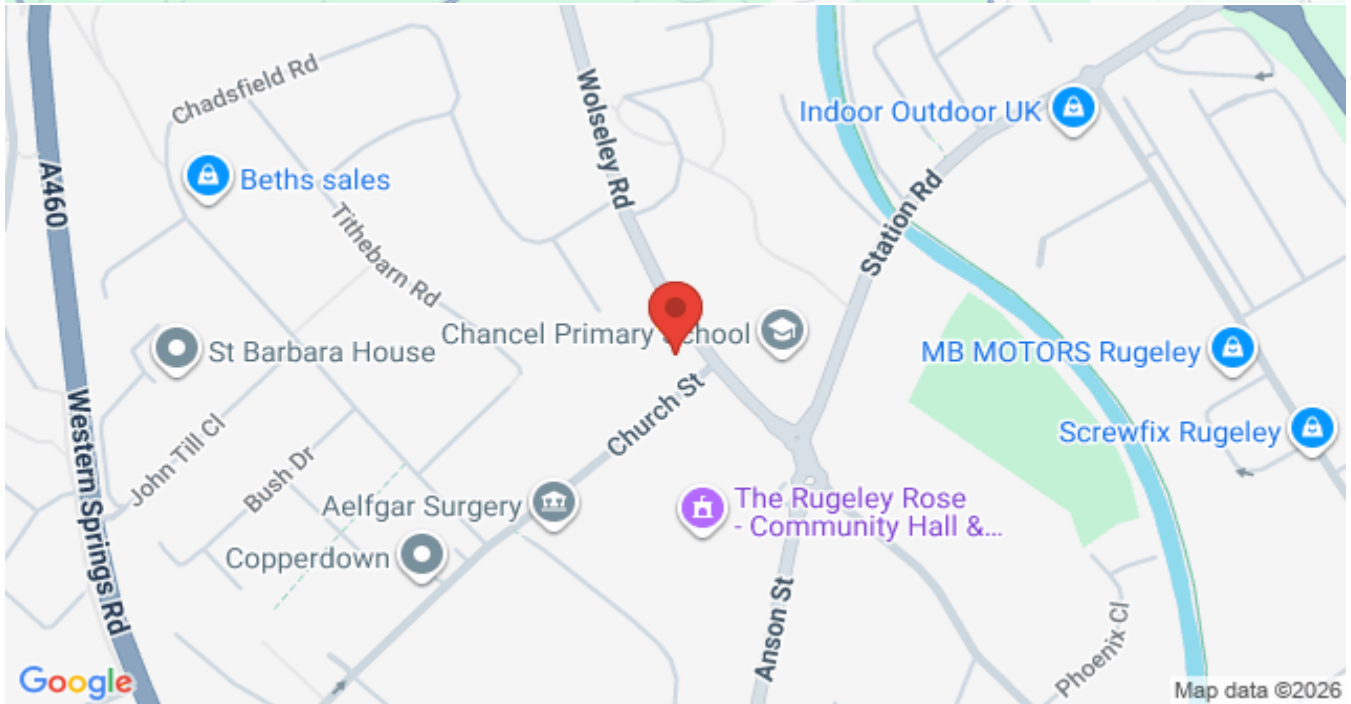 Chadsfield Rd
Wolseley Rd
Indoor Outdoor UK
A460
Beths sales
Tithebarn Rd
Station Rd
St Barbara House
Chancel Primary School
MB MOTORS Rugeley
Western Springs Rd
John Till Cl
Church St
Screwfix Rugeley
Bush Dr
Aelfgar Surgery
The Rugeley Rose
- Community Hall &...
Copperdown
Anson St
Phoenix Cl
Google
Map data ©2026